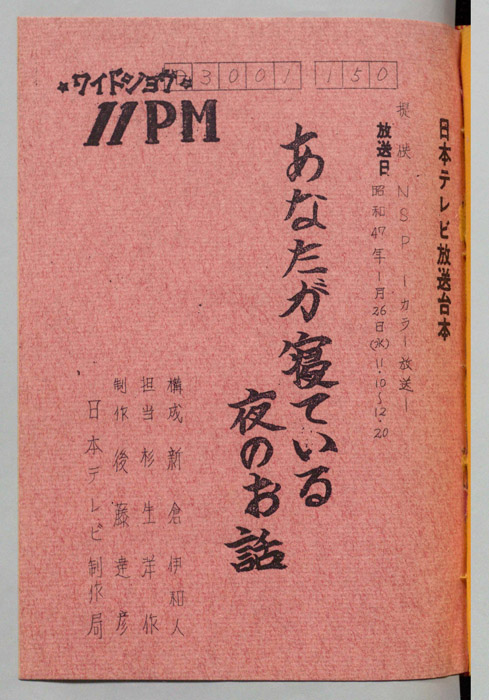 日本テレビ放送台本
提供 NSP ーカラー放送ー
放送日 昭和47年1月26日(水)11.10〜12.20
3001 150
ワイドショウ
11PM
あなたが寝ている
夜のお話
構成 新倉伊和人
担当 杉生洋作
制作 後藤達彦
日本テレビ制作局